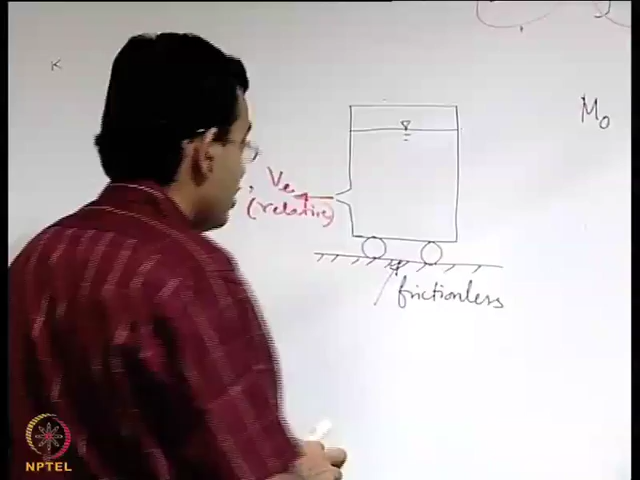 K
M₀
, Vₑ
(relative)
frictionless
NPTEL